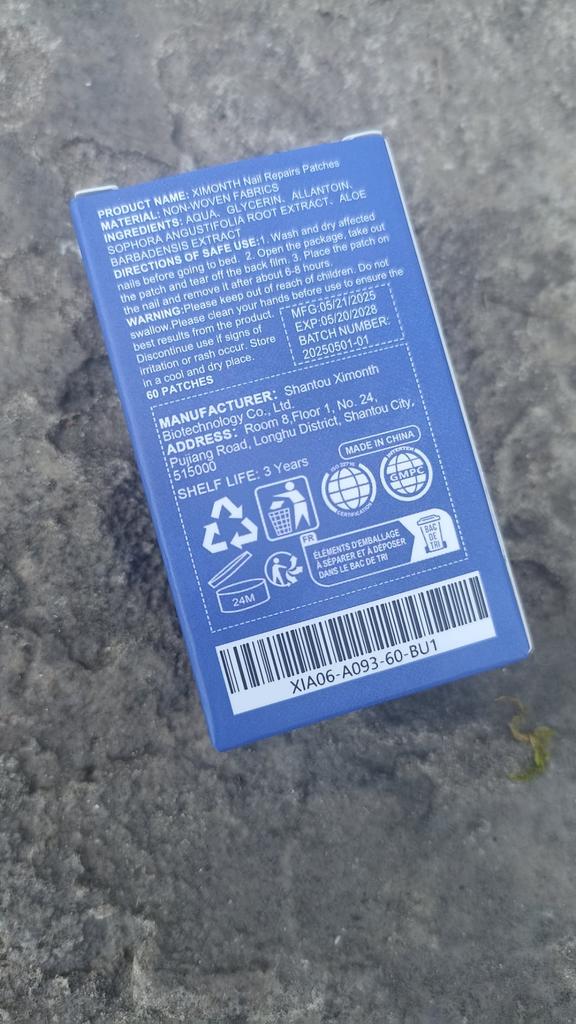 PRODUCT NAME: XIMONTH Nail Repairs Patches
MATERIAL: NON-WOVEN FABRICS
INGREDIENTS: AQUA, GLYCERIN, ALLANTOIN,
SOPHORA ANGUSTIFOLIA ROOT EXTRACT, ALOE
BARBADENSIS EXTRACT
DIRECTIONS OF SAFE USE:1. Wash and dry affected
nails before going to bed. 2. Open the package, take out
the patch and tear off the back film. 3. Place the patch on
the nail and remove it after about 6-8 hours.
WARNING:Please keep out of reach of children. Do not
swallow.Please clean your hands before use to ensure the
best results from the product.
Discontinue use if signs of
irritation or rash occur. Store
in a cool and dry place.
60 PATCHES
MFG:05/21/2025
EXP:05/20/2028
BATCH NUMBER:
20250501-01
MANUFACTURER: Shantou Ximonth
Biotechnology Co., Ltd.
ADDRESS: Room 8,Floor 1, No. 24,
Pujiang Road, Longhu District, Shantou City,
515000
SHELF LIFE: 3 Years
MADE IN CHINA
ISO 22716
CERTIFICATION
GMPC
24M
FR
ÉLÉMENTS D'EMBALLAGE
À SÉPARER ET À DÉPOSER
DANS LE BAC DE TRI
BAC
DE
TRI
XIA06-A093-60-BU1